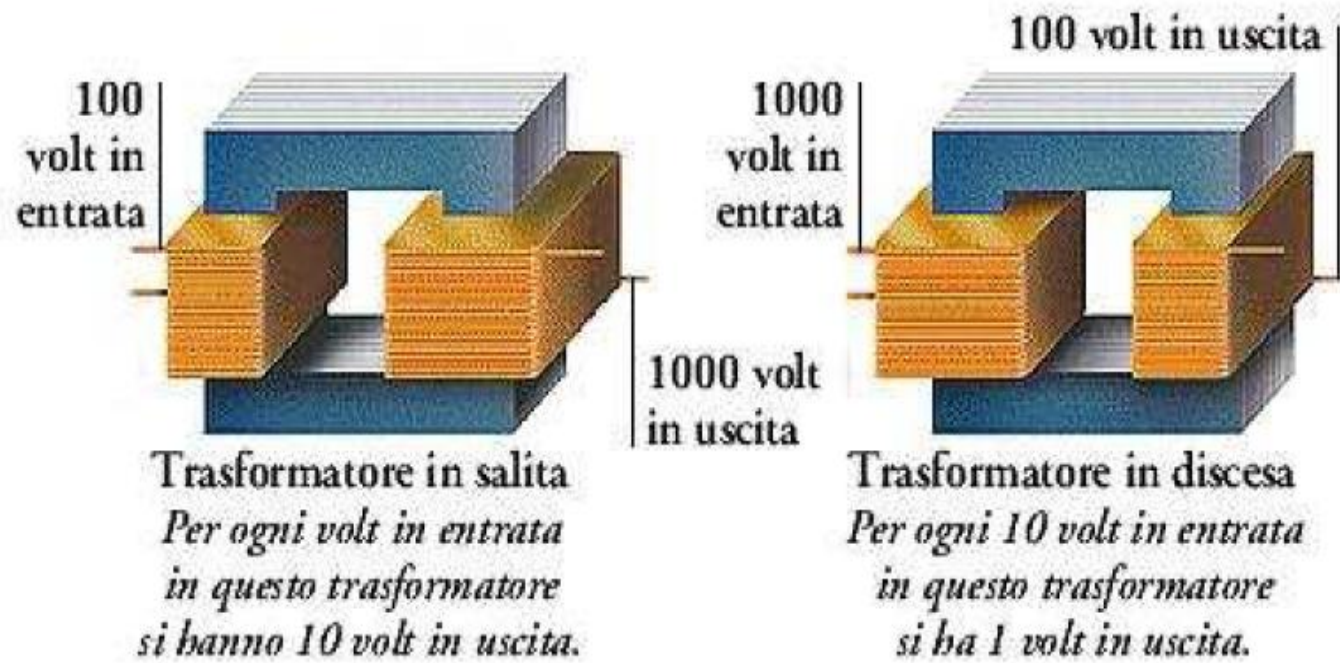 100
volt in
entrata
1000 volt
in uscita
Trasformatore in salita
Per ogni volt in entrata
in questo trasformatore
si hanno 10 volt in uscita.
100 volt in uscita
1000
volt in
entrata
Trasformatore in discesa
Per ogni 10 volt in entrata
in questo trasformatore
si ha 1 volt in uscita.